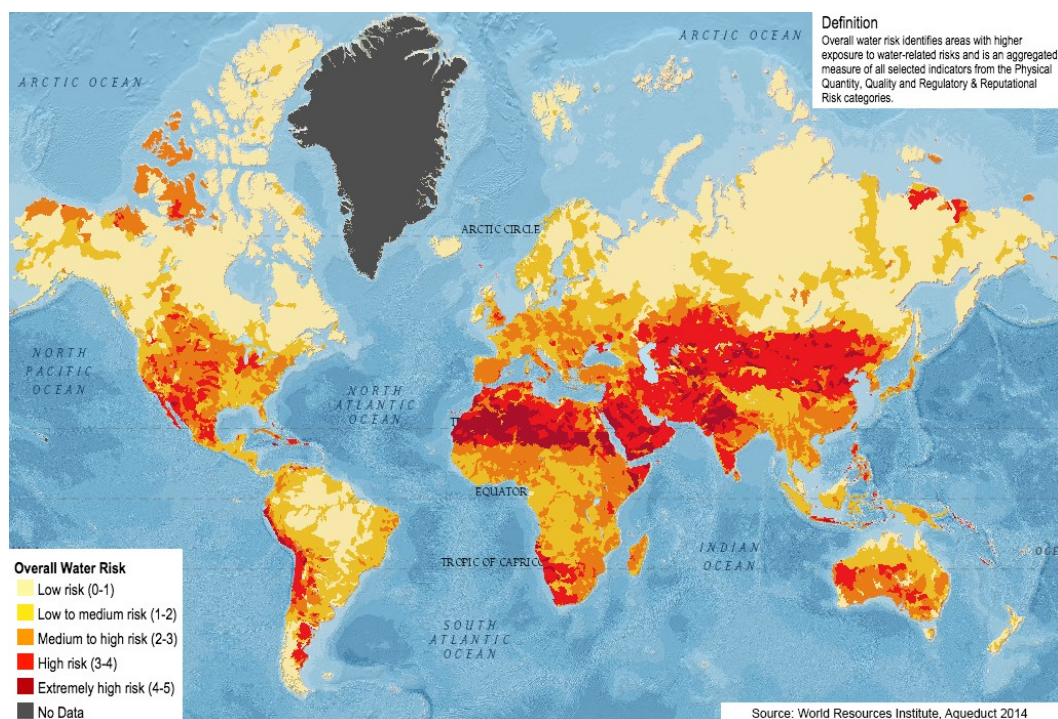 Definition
Overall water risk identifies areas with higher
exposure to water-related risks and is an aggregated
measure of all selected indicators from the Physical
Quantity, Quality and Regulatory & Reputational
Risk categories.
ARCTIC OCEAN
ARCTIC OCEAN
ARCTIC CIRCLE
NORTH
PACIFIC
OCEAN
NORTH
ATLANTIC
OCEAN
T
EQUATOR
INDIAN
OCEAN
OCE
TROPIC OF CAPRICO
SOUTH
ATLANTIC
OCEAN
Overall Water Risk
Low risk (0-1)
Low to medium risk (1-2)
Medium to high risk (2-3)
High risk (3-4)
Extremely high risk (4-5)
No Data
Source: World Resources Institute, Aqueduct 2014